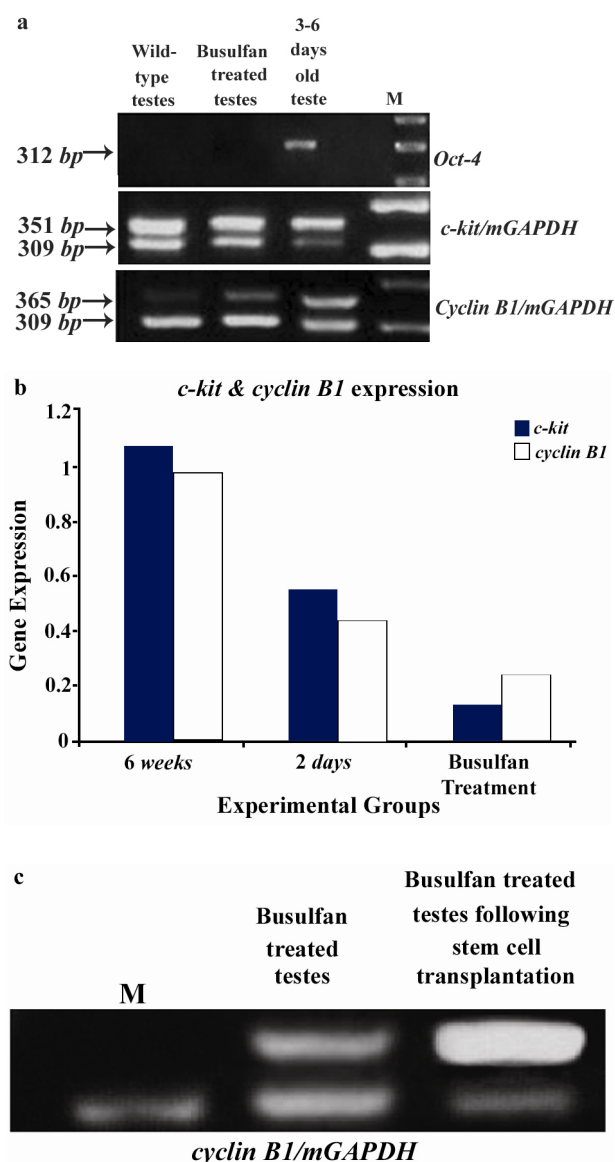 a
Wild-
type
testes
Busulfan
treated
testes
3-6
days
old
teste
M
312 bp
Oct-4
351 bp
309 bp
c-kit/mGAPDH
365 bp
309 bp
Cyclin B1/mGAPDH
b
c-kit & cyclin B1 expression
c-kit
cyclin B1
Gene Expression
1.2
1
0.8
0.6
0.4
0.2
0
6 weeks
2 days
Busulfan
Treatment
Experimental Groups
c
M
Busulfan
treated
testes
Busulfan treated
testes following
stem cell
transplantation
cyclin B1/mGAPDH